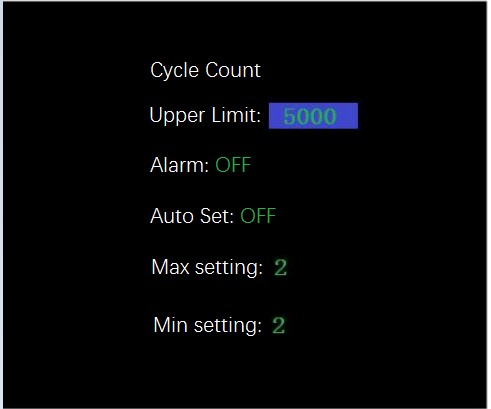 Cycle Count
Upper Limit: 5000
Alarm: OFF
Auto Set: OFF
Max setting: 2
Min setting: 2